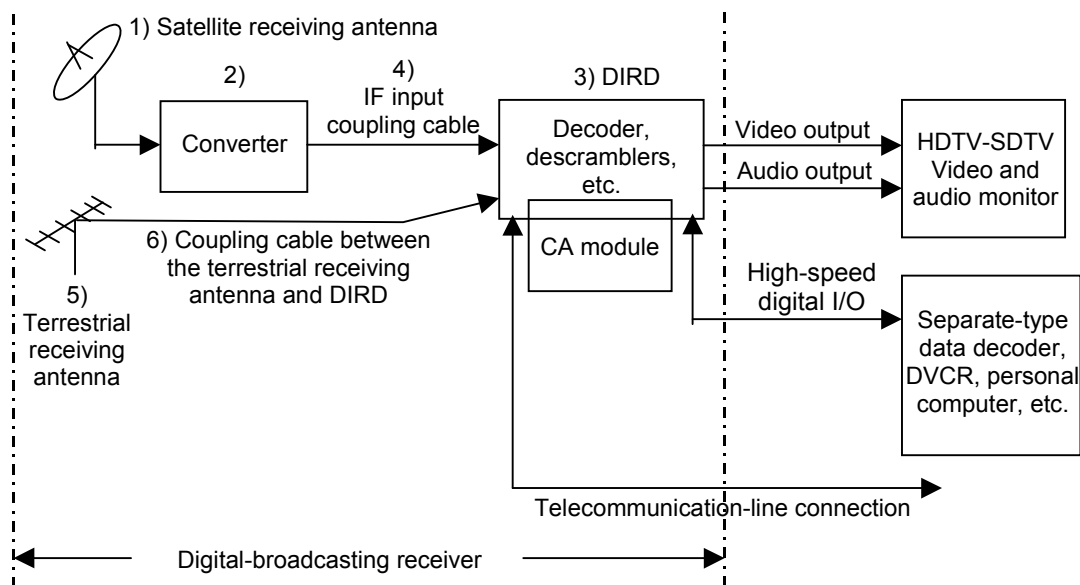 1) Satellite receiving antenna
2)
Converter
4)
IF input
coupling cable
3) DIRD
Decoder,
descramblers,
etc.
CA module
Video output
Audio output
HDTV-SDTV
Video and
audio monitor
6) Coupling cable between
the terrestrial receiving
antenna and DIRD
5)
Terrestrial
receiving
antenna
High-speed
digital I/O
Separate-type
data decoder,
DVCR, personal
computer, etc.
Telecommunication-line connection
Digital-broadcasting receiver